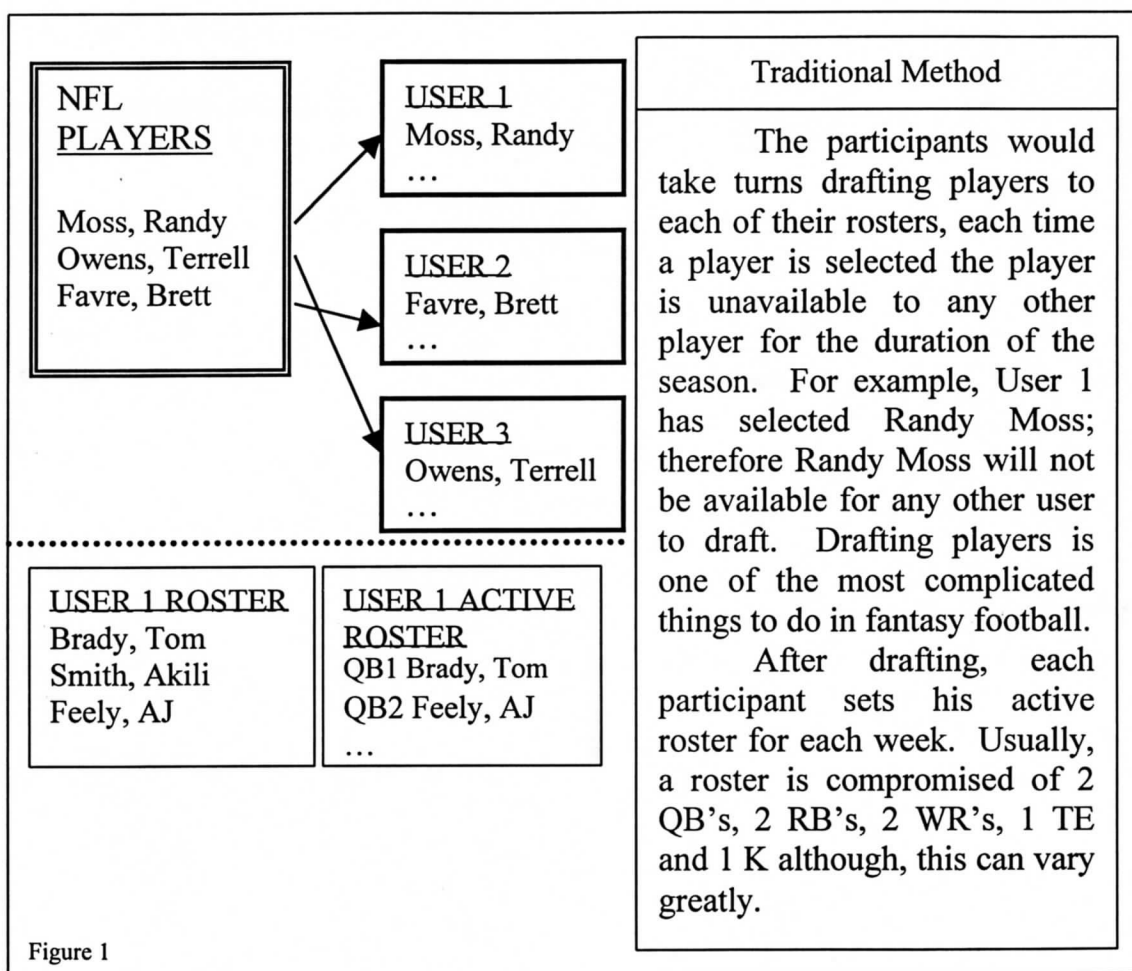 NFL
PLAYERS
Moss, Randy
Owens, Terrell
Favre, Brett
USER 1
Moss, Randy
...
USER 2
Favre, Brett
...
USER 3
Owens, Terrell
...
USER 1 ROSTER
Brady, Tom
Smith, Akili
Feely, AJ
USER 1 ACTIVE
ROSTER
QB1 Brady, Tom
QB2 Feely, AJ
...
Traditional Method
The participants would
take turns drafting players to
each of their rosters, each time
a player is selected the player
is unavailable to any other
player for the duration of the
season. For example, User 1
has selected Randy Moss;
therefore Randy Moss will not
be available for any other user
to draft. Drafting players is
one of the most complicated
things to do in fantasy football.
After drafting, each
participant sets his active
roster for each week. Usually,
a roster is compromised of 2
QB's, 2 RB's, 2 WR's, 1 TE
and 1 K although, this can vary
greatly.
Figure 1